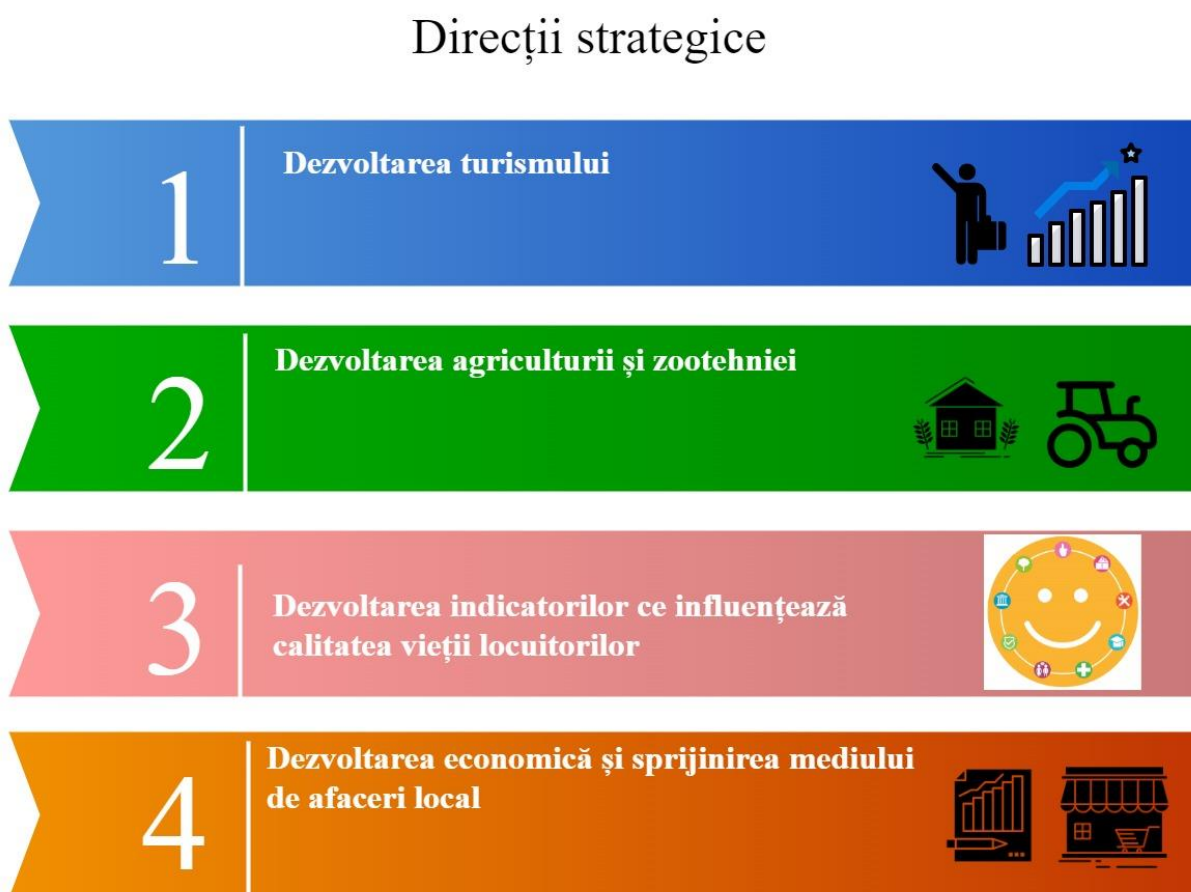 Direcții strategice
1
Dezvoltarea turismului
2
Dezvoltarea agriculturii și zootehniei
3
Dezvoltarea indicatorilor ce influențează
calitatea vieții locuitorilor
4
Dezvoltarea economică și sprijinirea mediului
de afaceri local